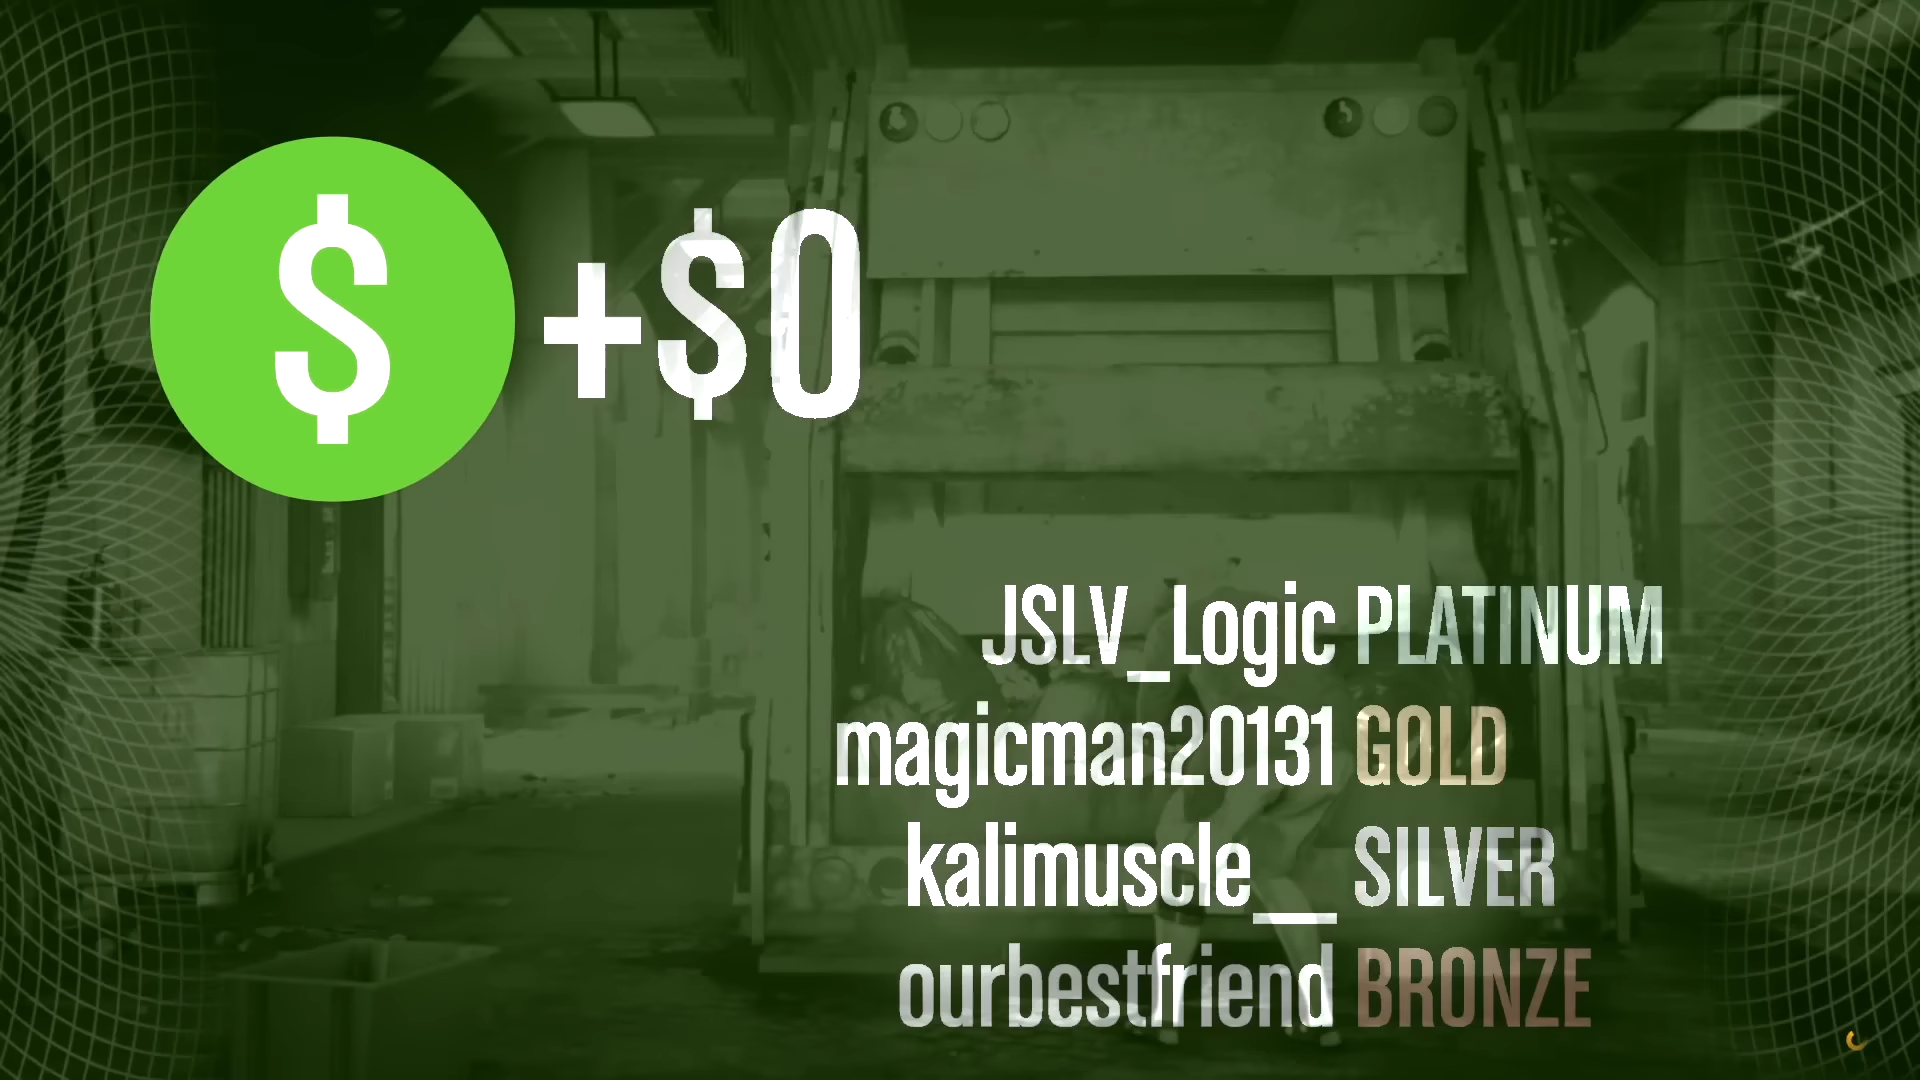 $ +$0
JSLV_Logic PLATINUM
magicman20131 GOLD
kalimuscle__ SILVER
ourbestfriend BRONZE